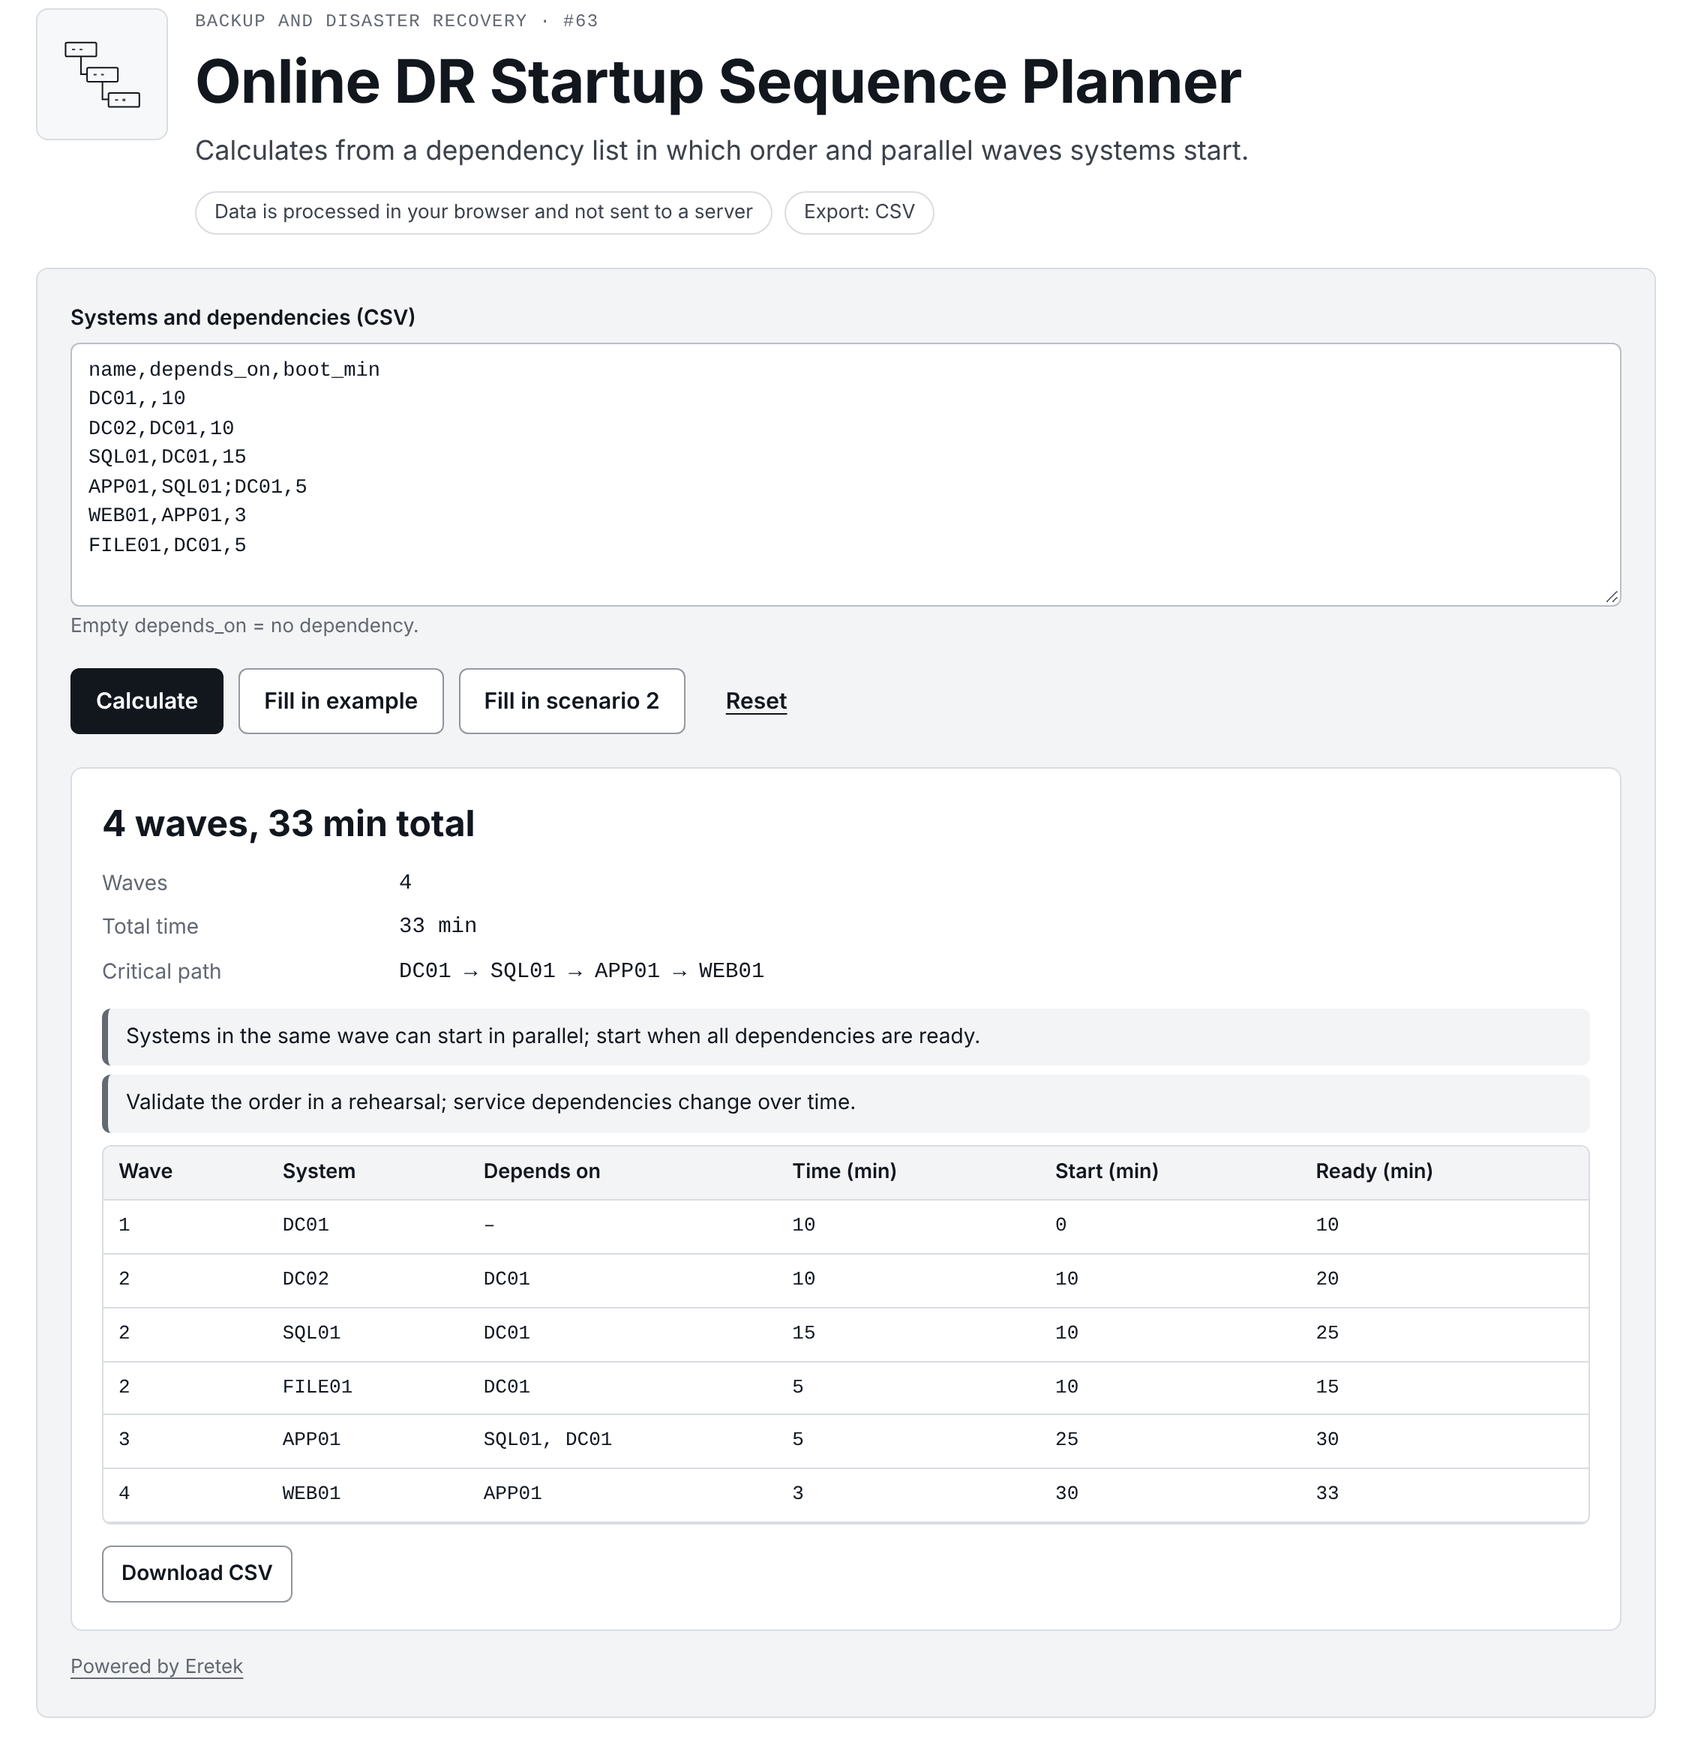 BACKUP AND DISASTER RECOVERY · #63
Online DR Startup Sequence Planner
Calculates from a dependency list in which order and parallel waves systems start.
Data is processed in your browser and not sent to a server
Export: CSV
Systems and dependencies (CSV)
name,depends_on,boot_min
DC01,,10
DC02,DC01,10
SQL01,DC01,15
APP01,SQL01;DC01,5
WEB01,APP01,3
FILE01,DC01,5
Empty depends_on = no dependency.
Calculate Fill in example Fill in scenario 2 Reset
4 waves, 33 min total
Waves 4
Total time 33 min
Critical path DC01 → SQL01 → APP01 → WEB01
Systems in the same wave can start in parallel; start when all dependencies are ready.
Validate the order in a rehearsal; service dependencies change over time.
Wave System Depends on Time (min) Start (min) Ready (min)
1 DC01 – 10 0 10
2 DC02 DC01 10 10 20
2 SQL01 DC01 15 10 25
2 FILE01 DC01 5 10 15
3 APP01 SQL01, DC01 5 25 30
4 WEB01 APP01 3 30 33
Download CSV
Powered by Eretek